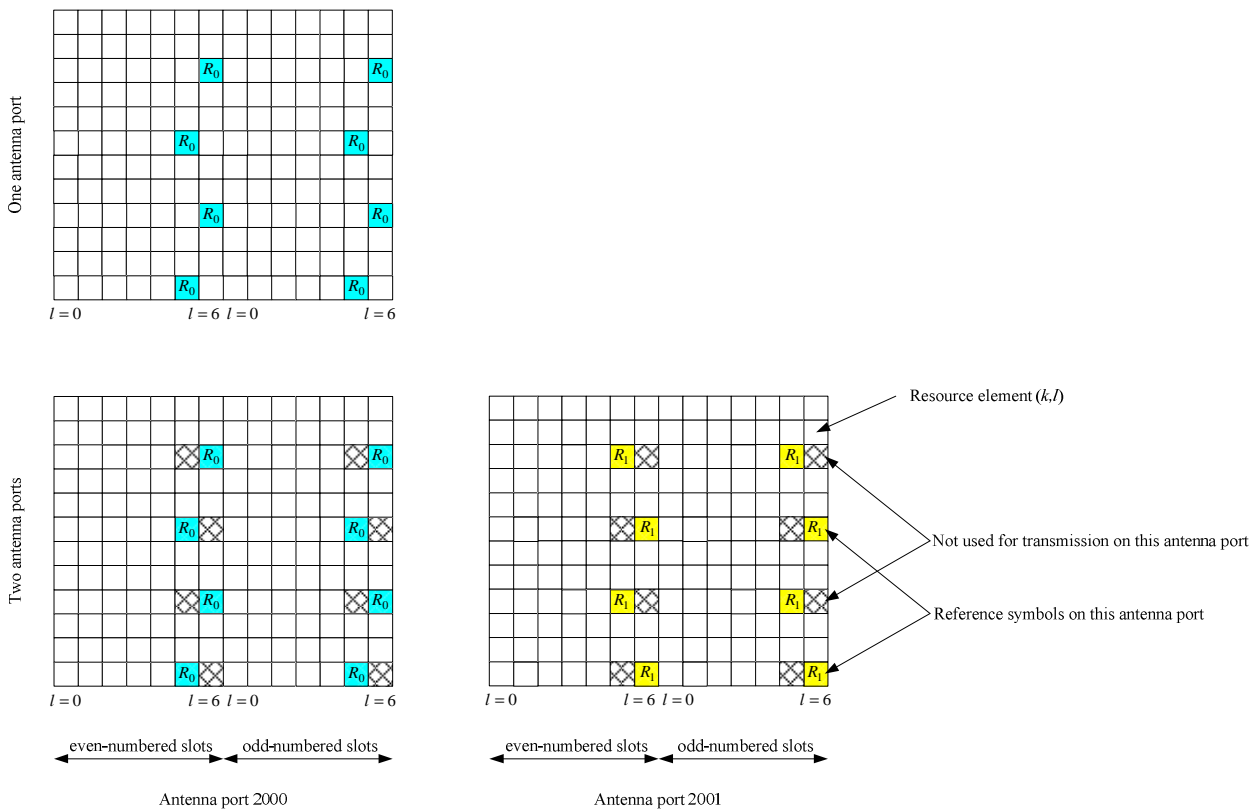 One antenna port
R0 R0
R0 R0
R0 R0
R0 R0
l = 0 l = 6 l = 0 l = 6
Two antenna ports
R0 R0
R0 R0
R0 R0
R0 R0
l = 0 l = 6 l = 0 l = 6
even-numbered slots odd-numbered slots
Antenna port 2000
R1 R1
R1 R1
R1 R1
R1 R1
l = 0 l = 6 l = 0 l = 6
even-numbered slots odd-numbered slots
Antenna port 2001
Resource element (k,l)
Not used for transmission on this antenna port
Reference symbols on this antenna port